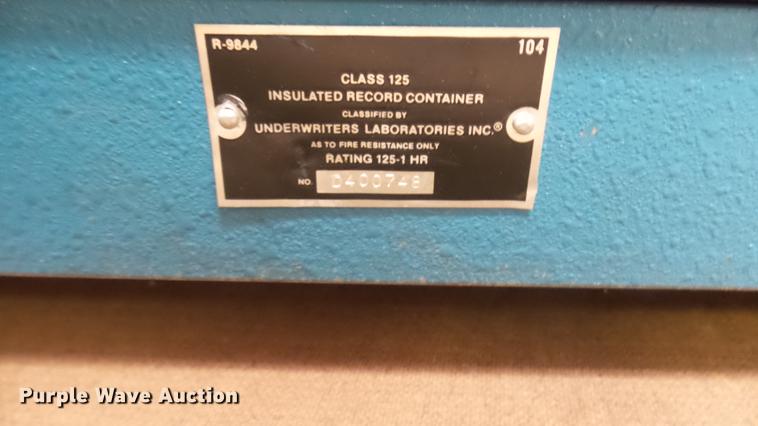 R-9844 104
CLASS 125
INSULATED RECORD CONTAINER
CLASSIFIED BY
UNDERWRITERS LABORATORIES INC.®
AS TO FIRE RESISTANCE ONLY
RATING 125-1 HR
NO.
Purple Wave Auction